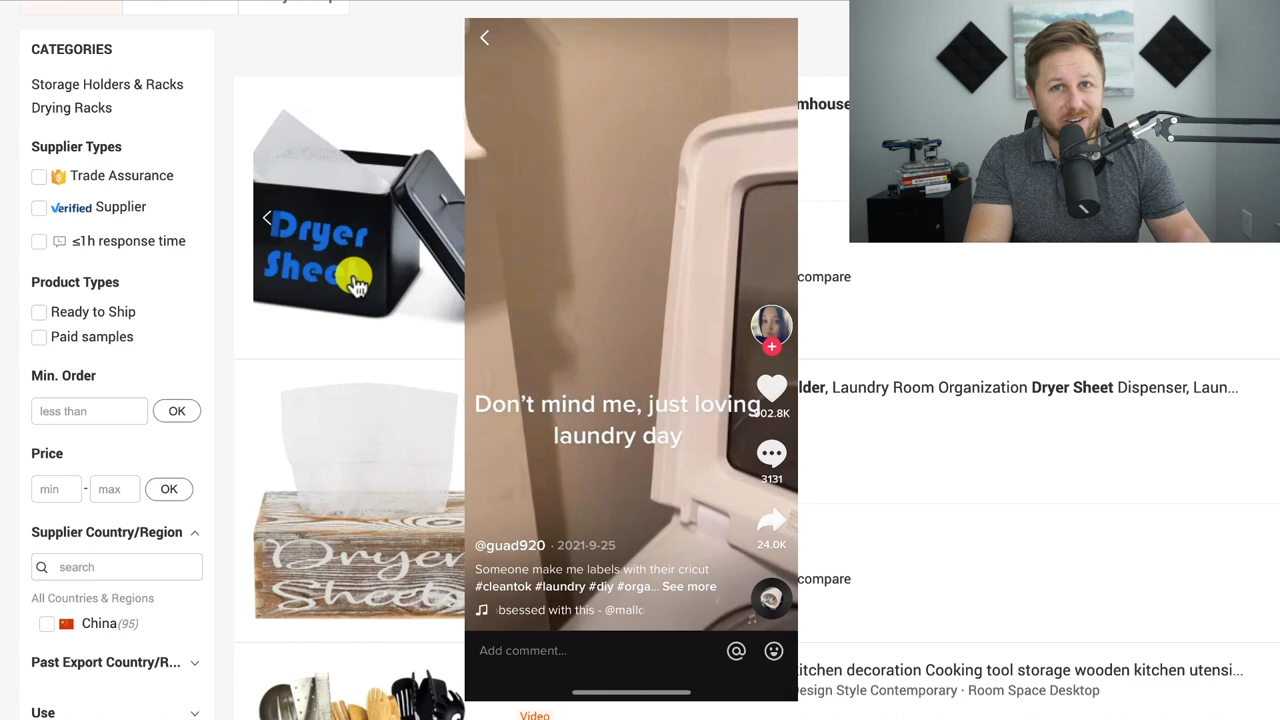 CATEGORIES
Storage Holders & Racks
Drying Racks
Supplier Types
Trade Assurance
Verified Supplier
≤1h response time
Product Types
Ready to Ship
Paid samples
Min. Order
less than
OK
Price
min
-
max
OK
Supplier Country/Region
search
All Countries & Regions
China(95)
Past Export Country/R...
Use
Dryer
Dryer
Sheets
Don't mind me, just loving
laundry day
3131
24.0K
@guad920 · 2021-9-25
Someone make me labels with their cricut
#cleantok #laundry #diy #orga... See more
bsessed with this - @mallc
Add comment...
Video
mhouse
compare
lder, Laundry Room Organization Dryer Sheet Dispenser, Laun...
compare
itchen decoration Cooking tool storage wooden kitchen utensi...
esign Style Contemporary · Room Space Desktop